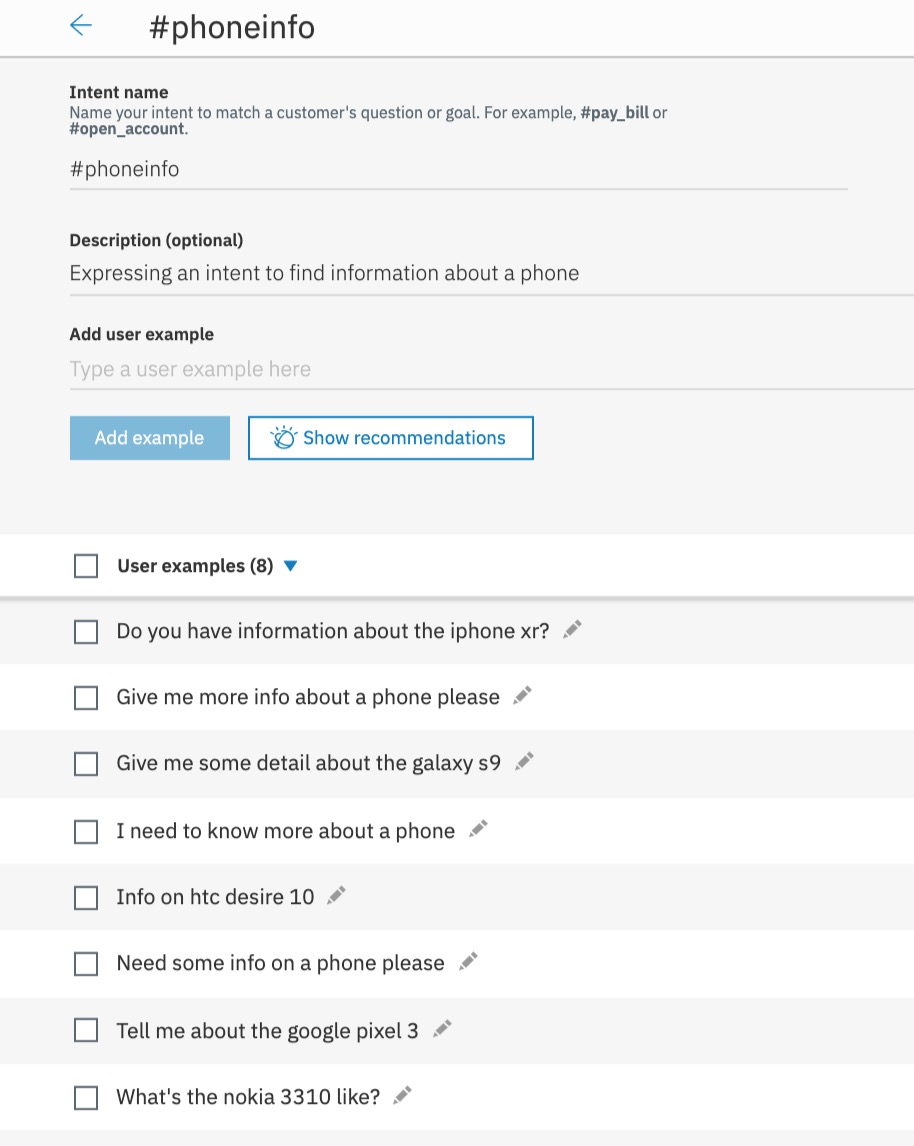 #phoneinfo
Intent name
Name your intent to match a customer's question or goal. For example, #pay_bill or
#open_account.
#phoneinfo
Description (optional)
Expressing an intent to find information about a phone
Add user example
Type a user example here
Add example
Show recommendations
User examples (8)
Do you have information about the iphone xr?
Give me more info about a phone please
Give me some detail about the galaxy s9
I need to know more about a phone
Info on htc desire 10
Need some info on a phone please
Tell me about the google pixel 3
What's the nokia 3310 like?